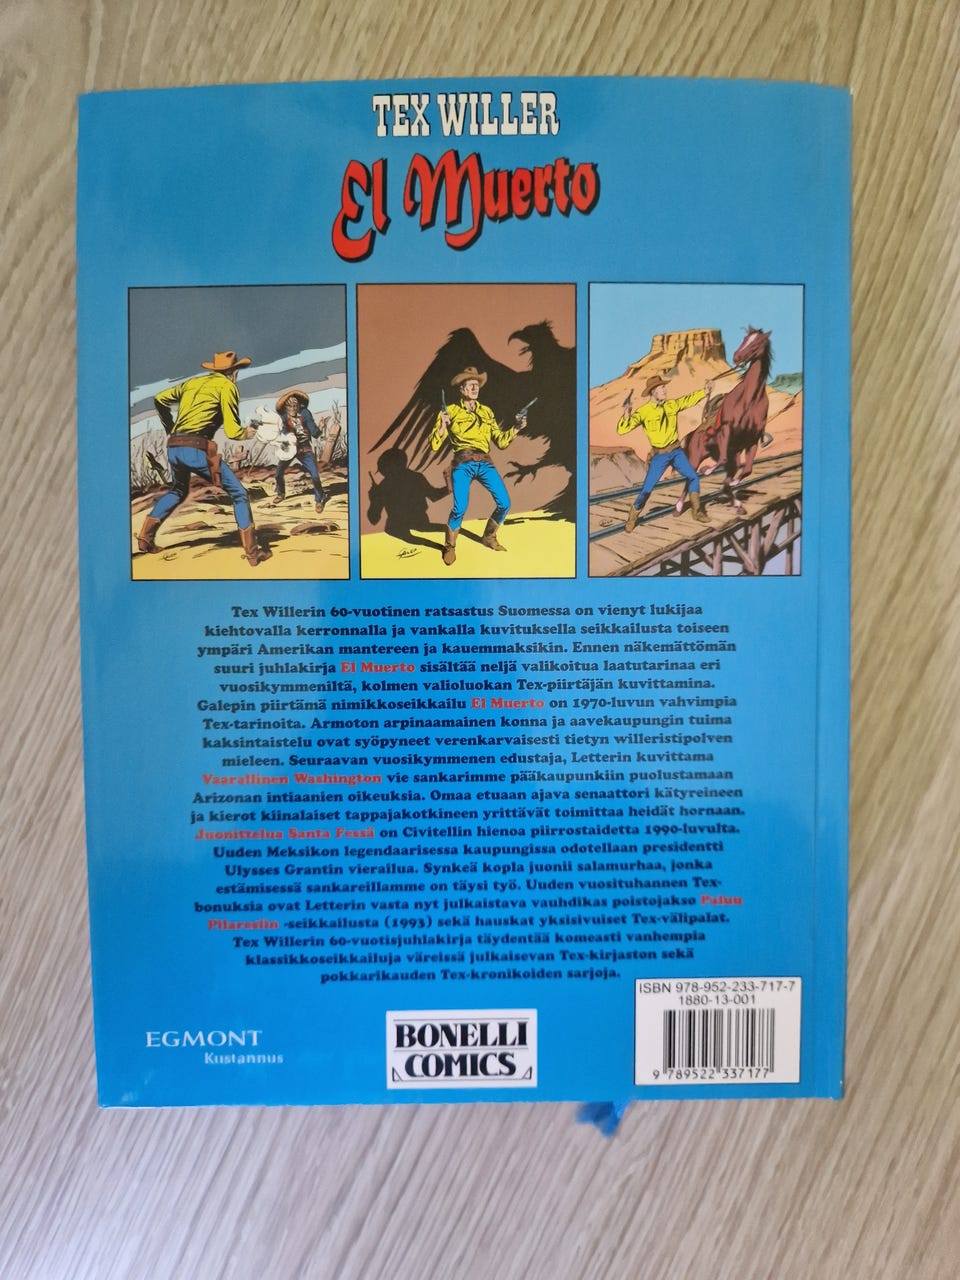 TEX WILLER
El Muerto
Tex Willerin 60-vuotinen ratsastus Suomessa on vienyt lukijaa
kiehtovalla kerronnalla ja vankalla kuvituksella seikkailusta toiseen
ympäri Amerikan mantereen ja kauemmaksikin. Ennen näkemättömän
suuri juhlakirja El Muerto sisältää neljä valikoitua laatutarinaa eri
vuosikymmeniltä, kolmen valioluokan Tex-piirtäjän kuvittamina.
Galepin piirtämä nimikkoseikkailu El Muerto on 1970-luvun vahvimpia
Tex-tarinoita. Armoton arpinaamainen konna ja aavekaupungin tuima
kaksintaistelu ovat syöpyneet verenkarvaisesti tietyn willeristipolven
mieleen. Seuraavan vuosikymmenen edustaja, Letterin kuvittama
Vaarallinen Washington vie sankarimme pääkaupunkiin puolustamaan
Arizonan intiaanien oikeuksia. Omaa etuaan ajava senaattori kätyreineen
ja kierot kiinalaiset tappajakotkineen yrittävät toimittaa heidät hornaan.
Juonittelua Santa Fessä on Civitellin hienoa piirrostaidetta 1990-luvulta.
Uuden Meksikon legendaarisessa kaupungissa odotellaan presidentti
Ulysses Grantin vierailua. Synkeä kopla juonii salamurhaa, jonka
estämisessä sankareillamme on täysi työ. Uuden vuosituhannen Tex-
bonuksia ovat Letterin vasta nyt julkaistava vauhdikas poistojakso Paluu
Pilaresiin -seikkailusta (1993) sekä hauskat yksisivuiset Tex-välipalat.
Tex Willerin 60-vuotisjuhlakirja täydentää komeasti vanhempia
klassikkoseikkailuja väreissä julkaisevan Tex-kirjaston sekä
pokkarikauden Tex-kronikoiden sarjoja.
ISBN 978-952-233-717-7
1880-13-001
9 789522 337177
EGMONT
Kustannus
BONELLI
COMICS